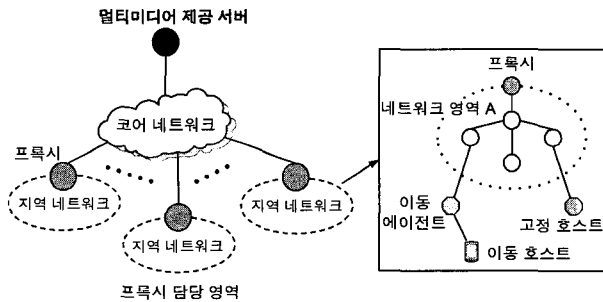 멀티미디어 제공 서버
코어 네트워크
프록시
지역 네트워크
지역 네트워크
지역 네트워크
프록시 담당 영역
프록시
네트워크 영역 A
이동
에이전트
고정 호스트
이동 호스트